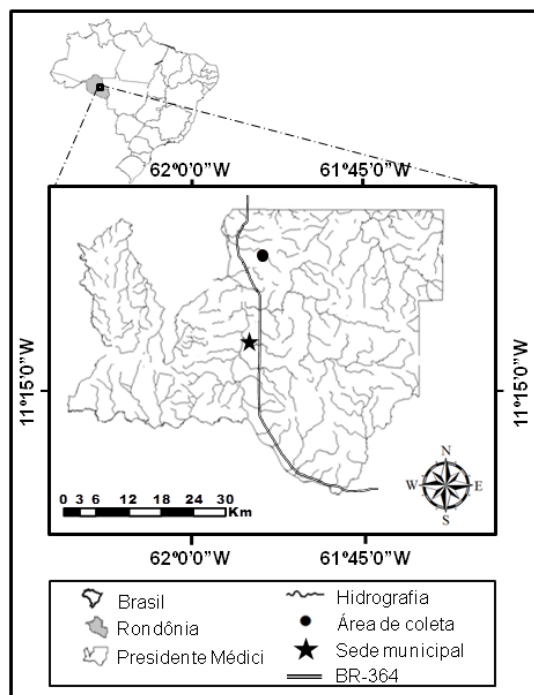 62º0'0"W 61º45'0"W
N
W E
S
11º15'0"W 11º15'0"W
0 3 6 12 18 24 30
Km
62º0'0"W 61º45'0"W
Brasil
Rondônia
Presidente Médici
Hidrografia
Área de coleta
Sede municipal
BR-364